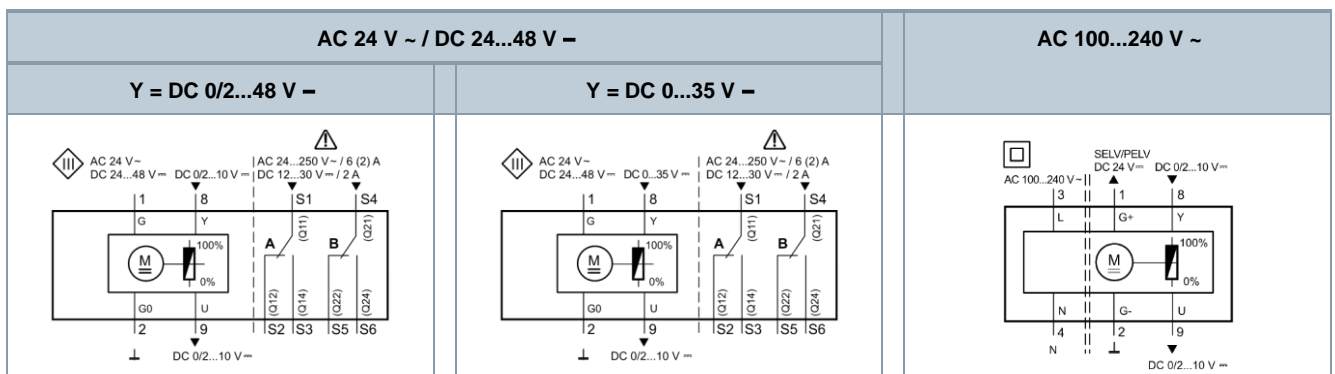 AC 24 V ~ / DC 24...48 V ⎓
AC 100...240 V ~
Y = DC 0/2...48 V ⎓
Y = DC 0...35 V ⎓
III
AC 24 V~
DC 24...48 V⎓
DC 0/2...10 V⎓
AC 24...250 V~ / 6 (2) A
DC 12...30 V⎓ / 2 A
1
8
S1
S4
G
Y
(Q11)
(Q21)
A
B
M
100%
0%
G0
U
(Q12)
(Q14)
(Q22)
(Q24)
2
9
S2
S3
S5
S6
DC 0/2...10 V⎓
III
AC 24 V~
DC 24...48 V⎓
DC 0...35 V⎓
AC 24...250 V~ / 6 (2) A
DC 12...30 V⎓ / 2 A
1
8
S1
S4
G
Y
(Q11)
(Q21)
A
B
M
100%
0%
G0
U
(Q12)
(Q14)
(Q22)
(Q24)
2
9
S2
S3
S5
S6
DC 0/2...10 V⎓
AC 100...240 V~
SELV/PELV
DC 24 V⎓
DC 0/2...10 V⎓
3
1
8
L
G+
Y
M
100%
0%
N
G-
U
4
2
9
N
DC 0/2...10 V⎓